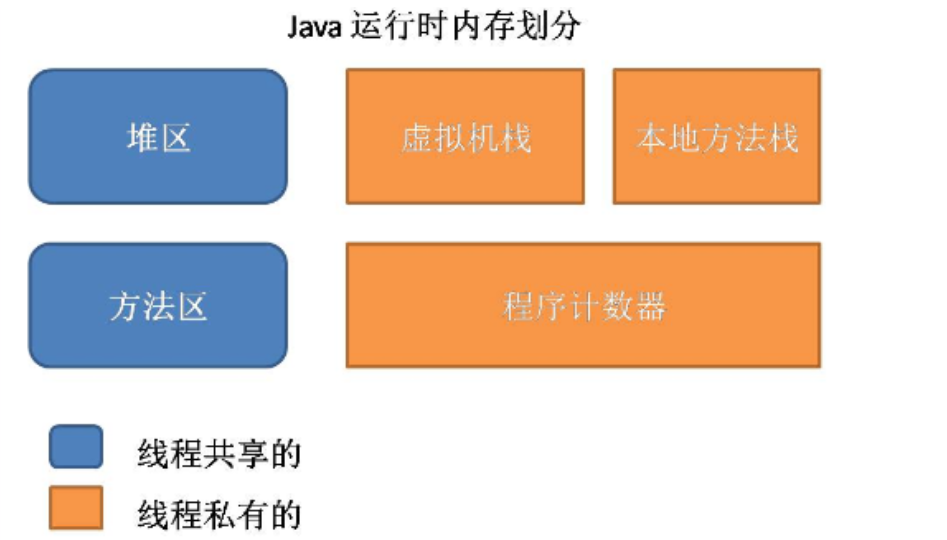 Java 运行时内存划分
堆区
虚拟机栈
本地方法栈
方法区
程序计数器
线程共享的
线程私有的